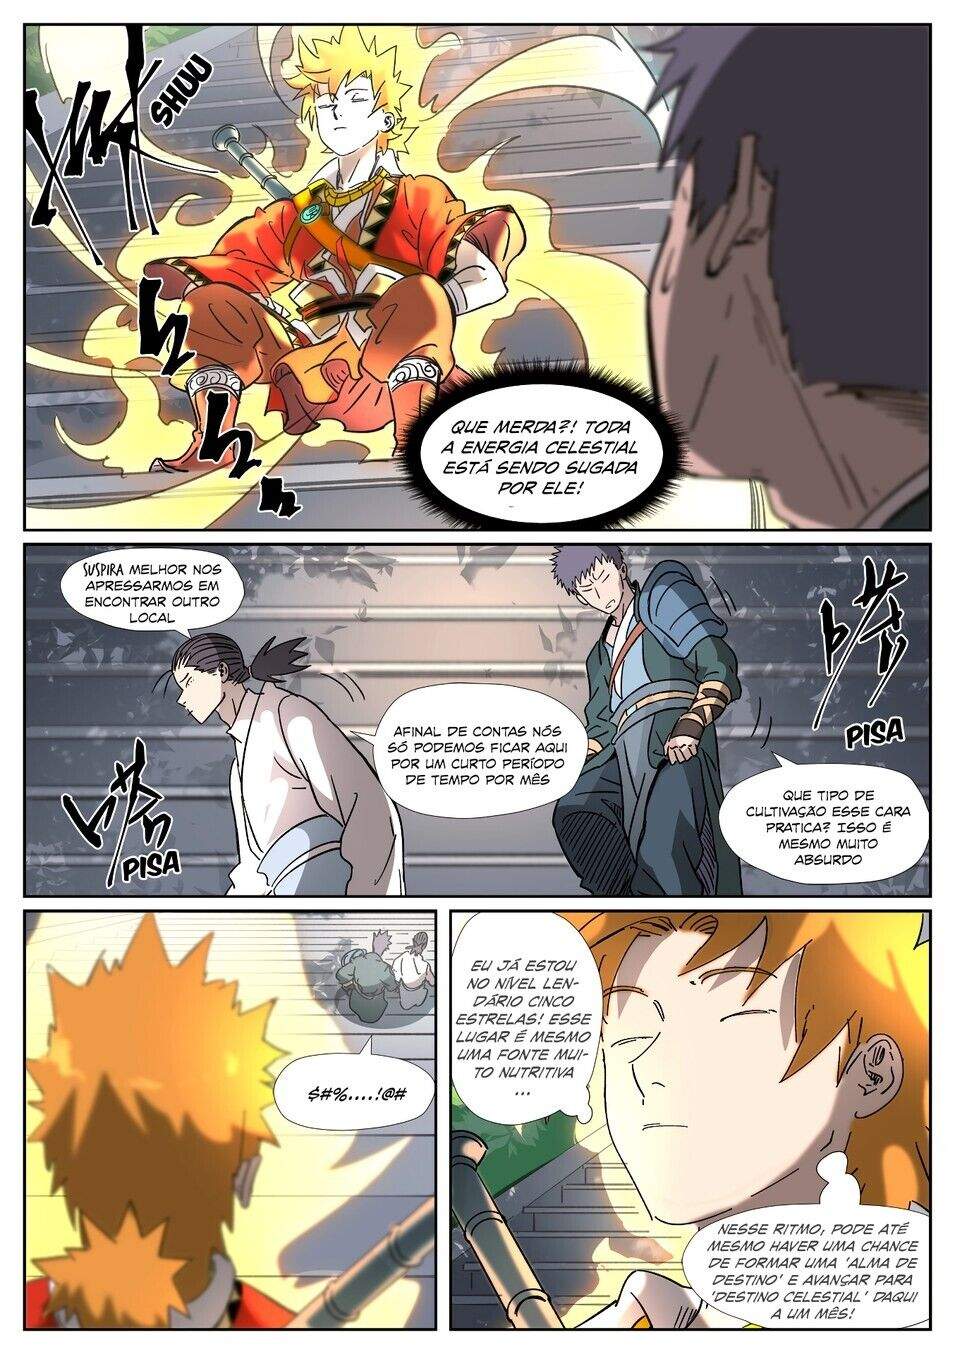 SHUU
QUE MERDA?! TODA
A ENERGIA CELESTIAL
ESTÁ SENDO SUGADA
POR ELE!
SUSPIRA MELHOR NOS
APRESSARMOS EM
ENCONTRAR OUTRO
LOCAL
AFINAL DE CONTAS NÓS
SÓ PODEMOS FICAR AQUI
POR UM CURTO PERÍODO
DE TEMPO POR MÊS
PISA
QUE TIPO DE
CULTIVAÇÃO ESSE CARA
PRATICA? ISSO É
MESMO MUITO
ABSURDO
PISA
$#%....!@#
EU JÁ ESTOU
NO NÍVEL LEN-
DÁRIO CINCO
ESTRELAS! ESSE
LUGAR É MESMO
UMA FONTE MUI-
TO NUTRITIVA
...
NESSE RITMO, PODE ATÉ
MESMO HAVER UMA CHANCE
DE FORMAR UMA 'ALMA DE
DESTINO' E AVANÇAR PARA
'DESTINO CELESTIAL' DAQUI
A UM MÊS!